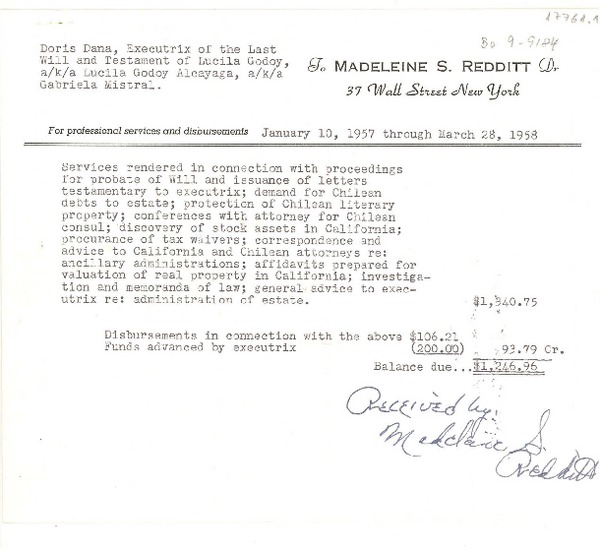 17761.1
Bo 9-9184
Doris Dana, Executrix of the Last
Will and Testament of Lucila Godoy,
a/k/a Lucila Godoy Alcayaga, a/k/a
Gabriela Mistral.
To MADELEINE S. REDDITT Dr
37 Wall Street New York
For professional services and disbursements January 10, 1957 through March 28, 1958
Services rendered in connection with proceedings
for probate of Will and issuance of letters
testamentary to executrix; demand for Chilean
debts to estate; protection of Chilean literary
property; conferences with attorney for Chilean
consul; discovery of stock assets in California;
procurance of tax waivers; correspondence and
advice to California and Chilean attorneys re:
ancillary administrations; affidavits prepared for
valuation of real property in California; investiga-
tion and memoranda of law; general advice to exec-
utrix re: administration of estate. $1,340.75
Disbursements in connection with the above $106.21
Funds advanced by executrix (200.00) 93.79 Cr.
Balance due...$1,246.96
Received by:
Madeleine S.
Redditt